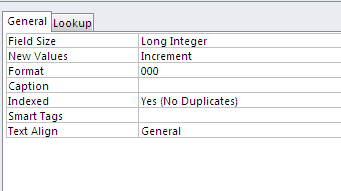 General Lookup
Field Size Long Integer
New Values Increment
Format 000
Caption
Indexed Yes (No Duplicates)
Smart Tags
Text Align General